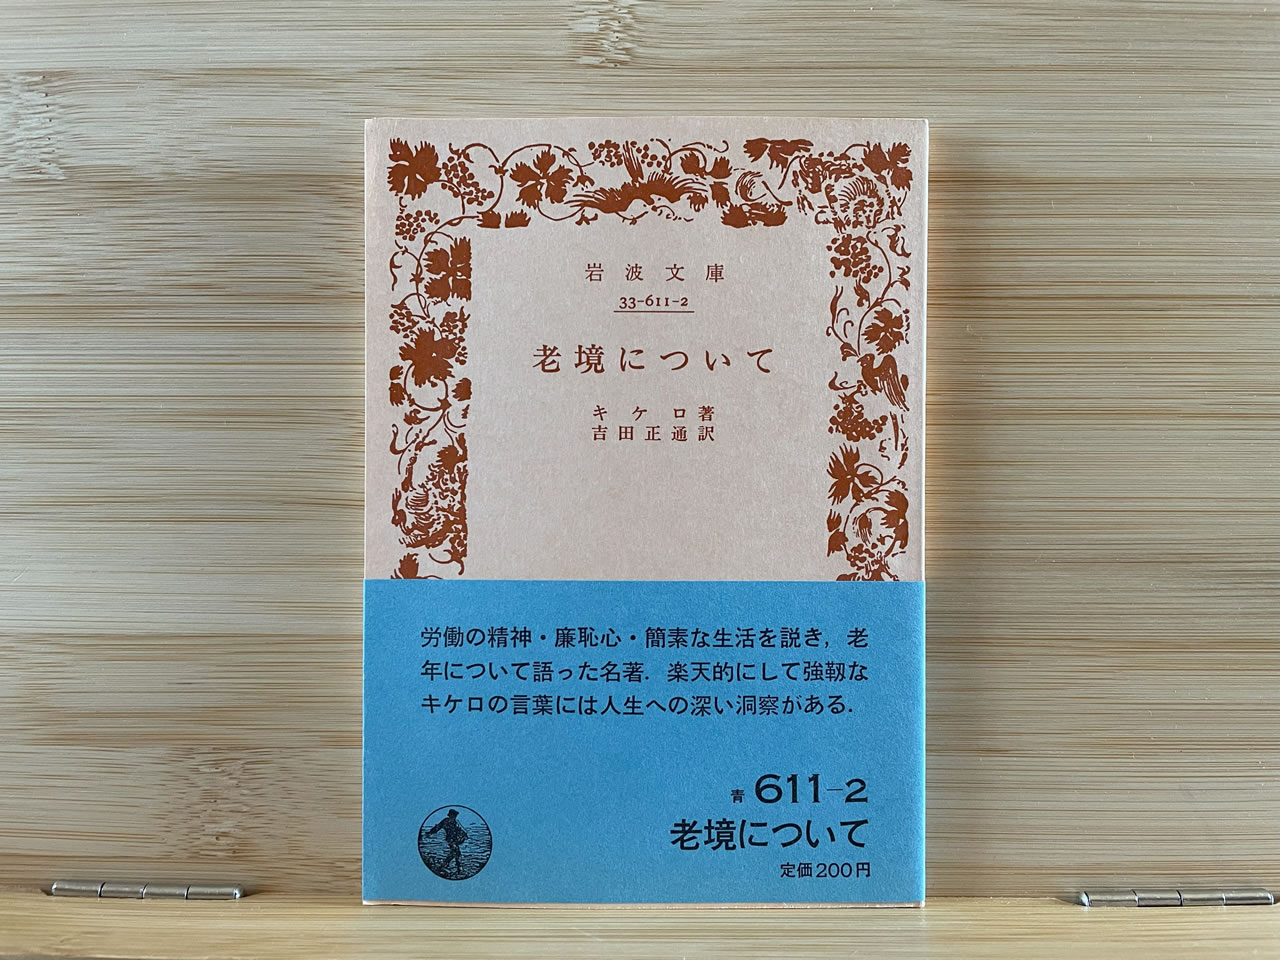 岩波文庫
33-611-2
老境について
キケロ著
吉田正通訳
労働の精神・廉恥心・簡素な生活を説き，老
年について語った名著．楽天的にして強靱な
キケロの言葉には人生への深い洞察がある．
青 611-2
老境について
定価200円